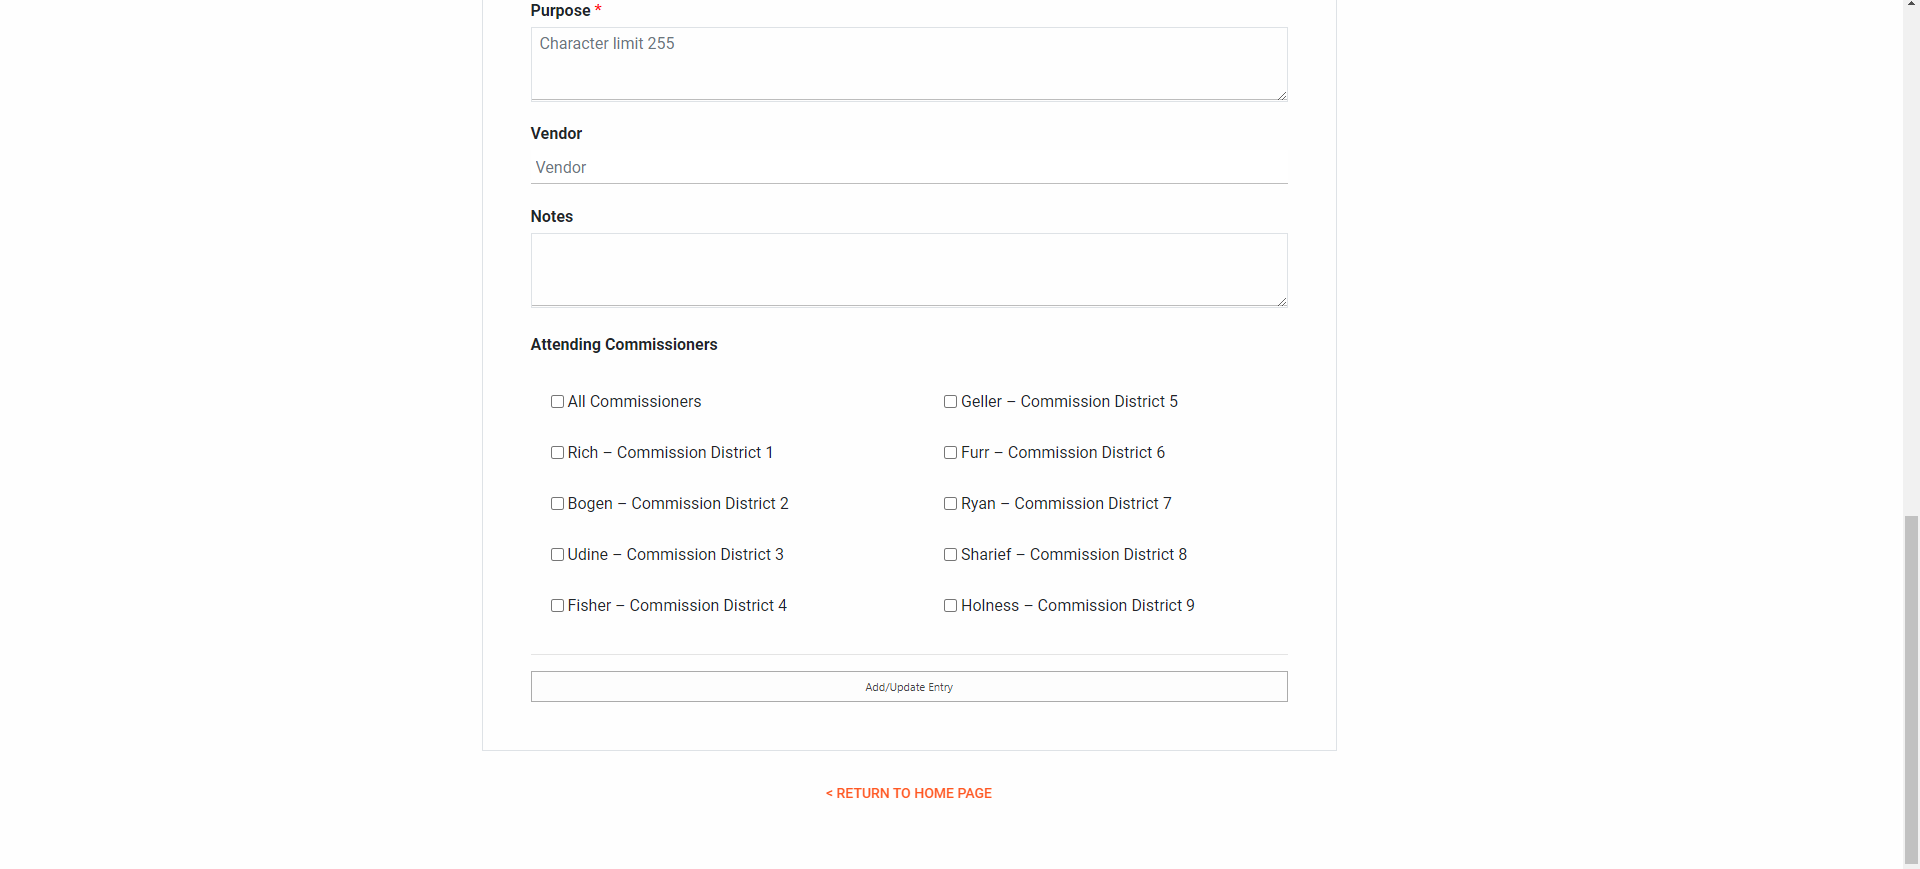 Purpose *
Character limit 255
Vendor
Vendor
Notes
Attending Commissioners
All Commissioners
Geller – Commission District 5
Rich – Commission District 1
Furr – Commission District 6
Bogen – Commission District 2
Ryan – Commission District 7
Udine – Commission District 3
Sharief – Commission District 8
Fisher – Commission District 4
Holness – Commission District 9
Add/Update Entry
< RETURN TO HOME PAGE